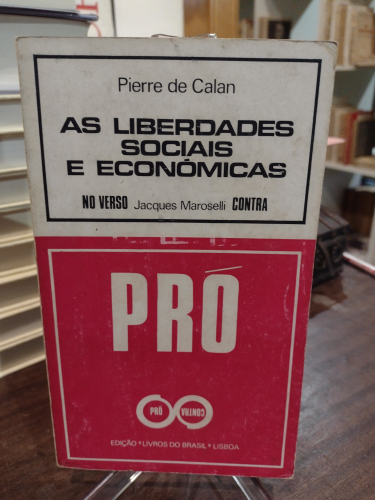 Pierre de Calan
AS LIBERDADES
SOCIAIS
E ECONÓMICAS
NO VERSO Jacques Maroselli CONTRA
PRÓ
PRÓ CONTRA
EDIÇÃO * LIVROS DO BRASIL * LISBOA